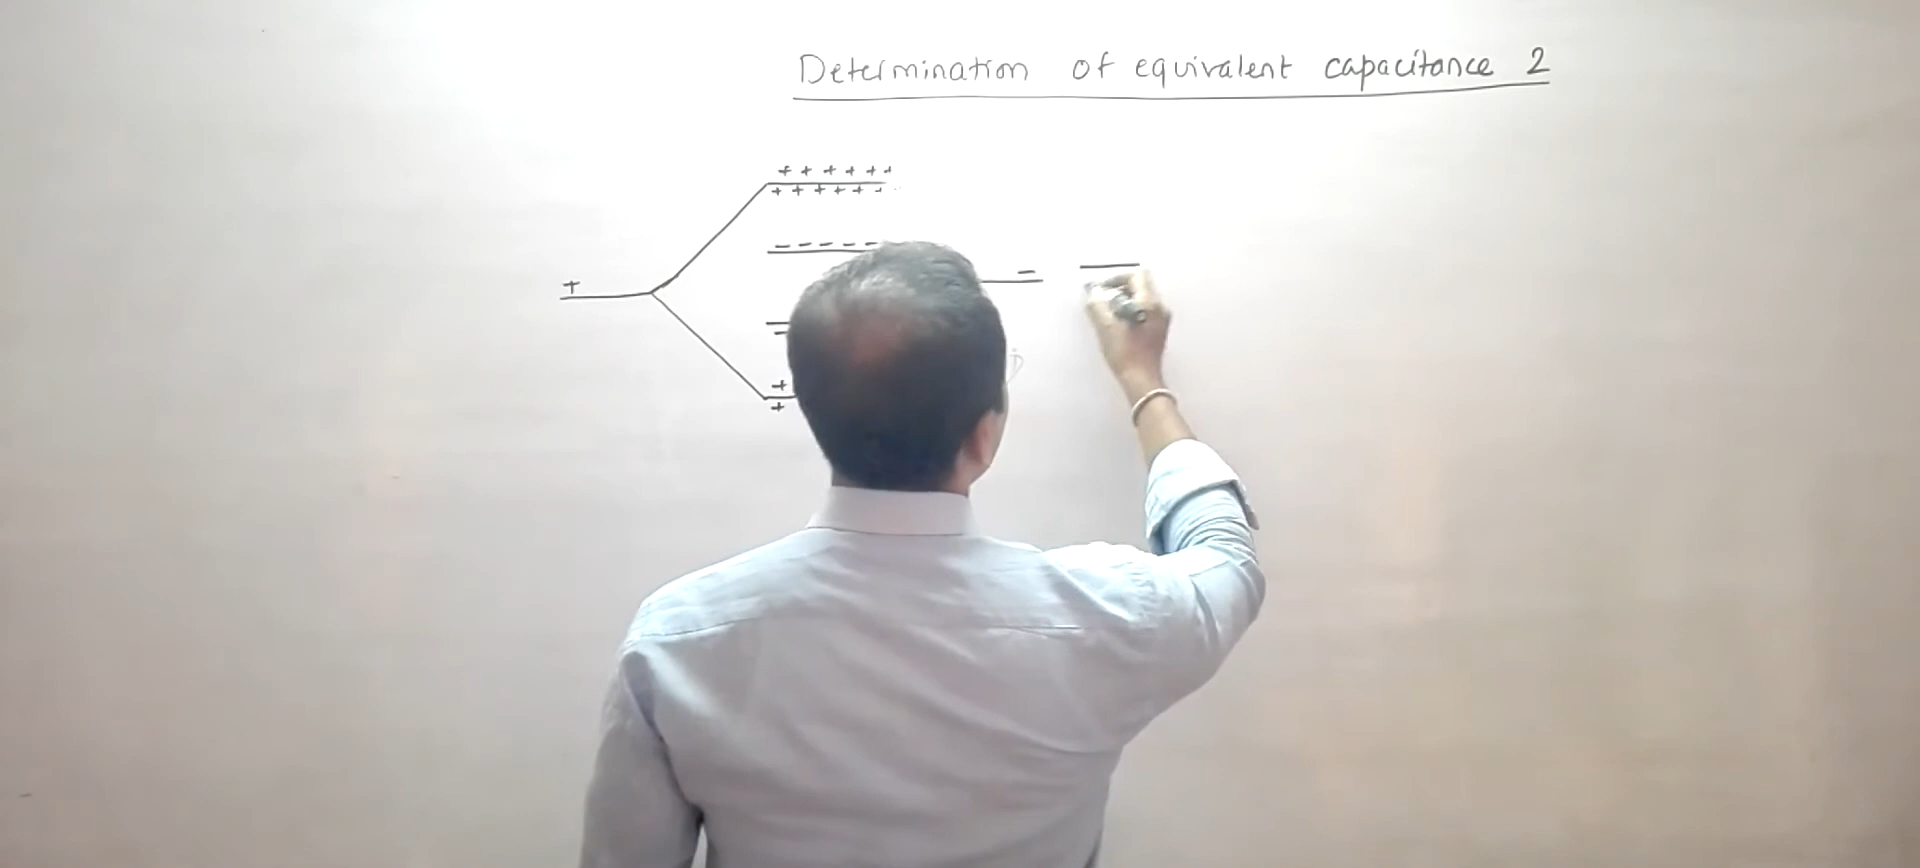 Determination of equivalent capacitance 2
+ + + + + +
+ + + + + -
- - - - -
+
-
+
+